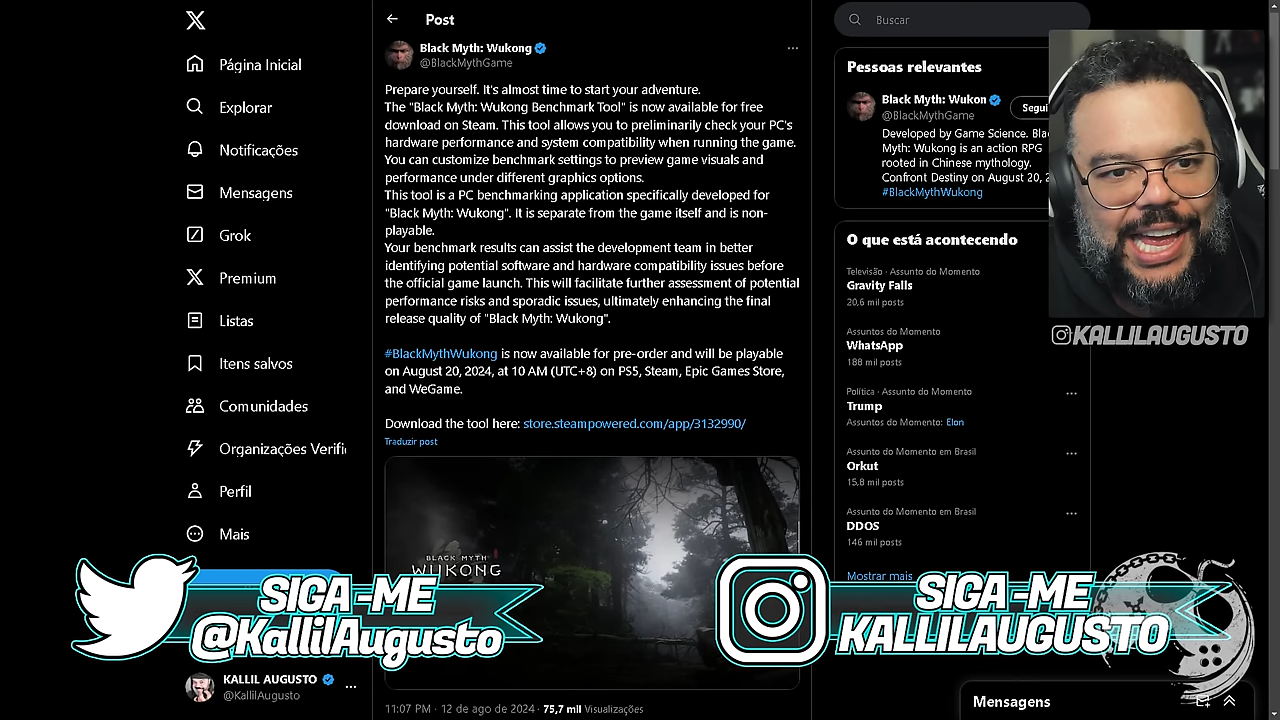 Página Inicial
Explorar
Notificações
Mensagens
Grok
Premium
Listas
Itens salvos
Comunidades
Organizações
Perfil
Mais
KALLIL AUGUSTO
@KallilAugusto
Post
Black Myth: Wukong
@BlackMythGame
Prepare yourself. It's almost time to start your adventure.
The "Black Myth: Wukong Benchmark Tool" is now available for free
download on Steam. This tool allows you to preliminarily check your PC's
hardware performance and system compatibility when running the game.
You can customize benchmark settings to preview game visuals and
performance under different graphics options.
This tool is a PC benchmarking application specifically developed for
"Black Myth: Wukong". It is separate from the game itself and is non-
playable.
Your benchmark results can assist the development team in better
identifying potential software and hardware compatibility issues before
the official game launch. This will facilitate further assessment of potential
performance risks and sporadic issues, ultimately enhancing the final
release quality of "Black Myth: Wukong".
#BlackMythWukong is now available for pre-order and will be playable
on August 20, 2024, at 10 AM (UTC+8) on PS5, Steam, Epic Games Store,
and WeGame.
Download the tool here: store.steampowered.com/app/3132990/
Traduzir post
BLACK MYTH
WUKONG
11:07 PM · 12 de ago de 2024 · 75,7 mil Visualizações
Buscar
Pessoas relevantes
Black Myth: Wukon
@BlackMythGame
Segui
Developed by Game Science. Bla
Myth: Wukong is an action RPG
rooted in Chinese mythology.
Confront Destiny on August 20, 2
#BlackMythWukong
KALLILAUGUSTO
O que está acontecendo
Televisão · Assunto do Momento
Gravity Falls
20,6 mil posts
Assuntos do Momento
WhatsApp
188 mil posts
Política · Assunto do Momento
Trump
Assuntos do Momento: Elon
Assunto do Momento em Brasil
Orkut
15,8 mil posts
Assunto do Momento em Brasil
DDOS
146 mil posts
Mostrar mais
SIGA-ME
@KallilAugusto
SIGA-ME
KALLILAUGUSTO
Mensagens